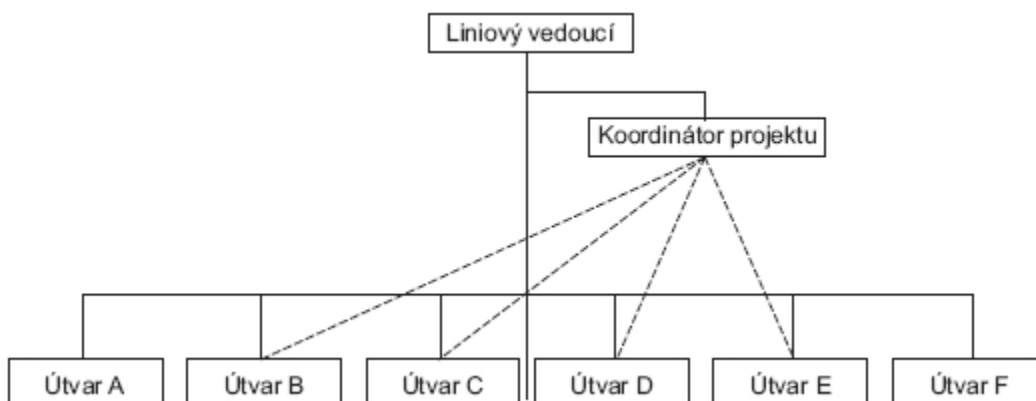 Liniový vedoucí
Koordinátor projektu
Útvar A
Útvar B
Útvar C
Útvar D
Útvar E
Útvar F